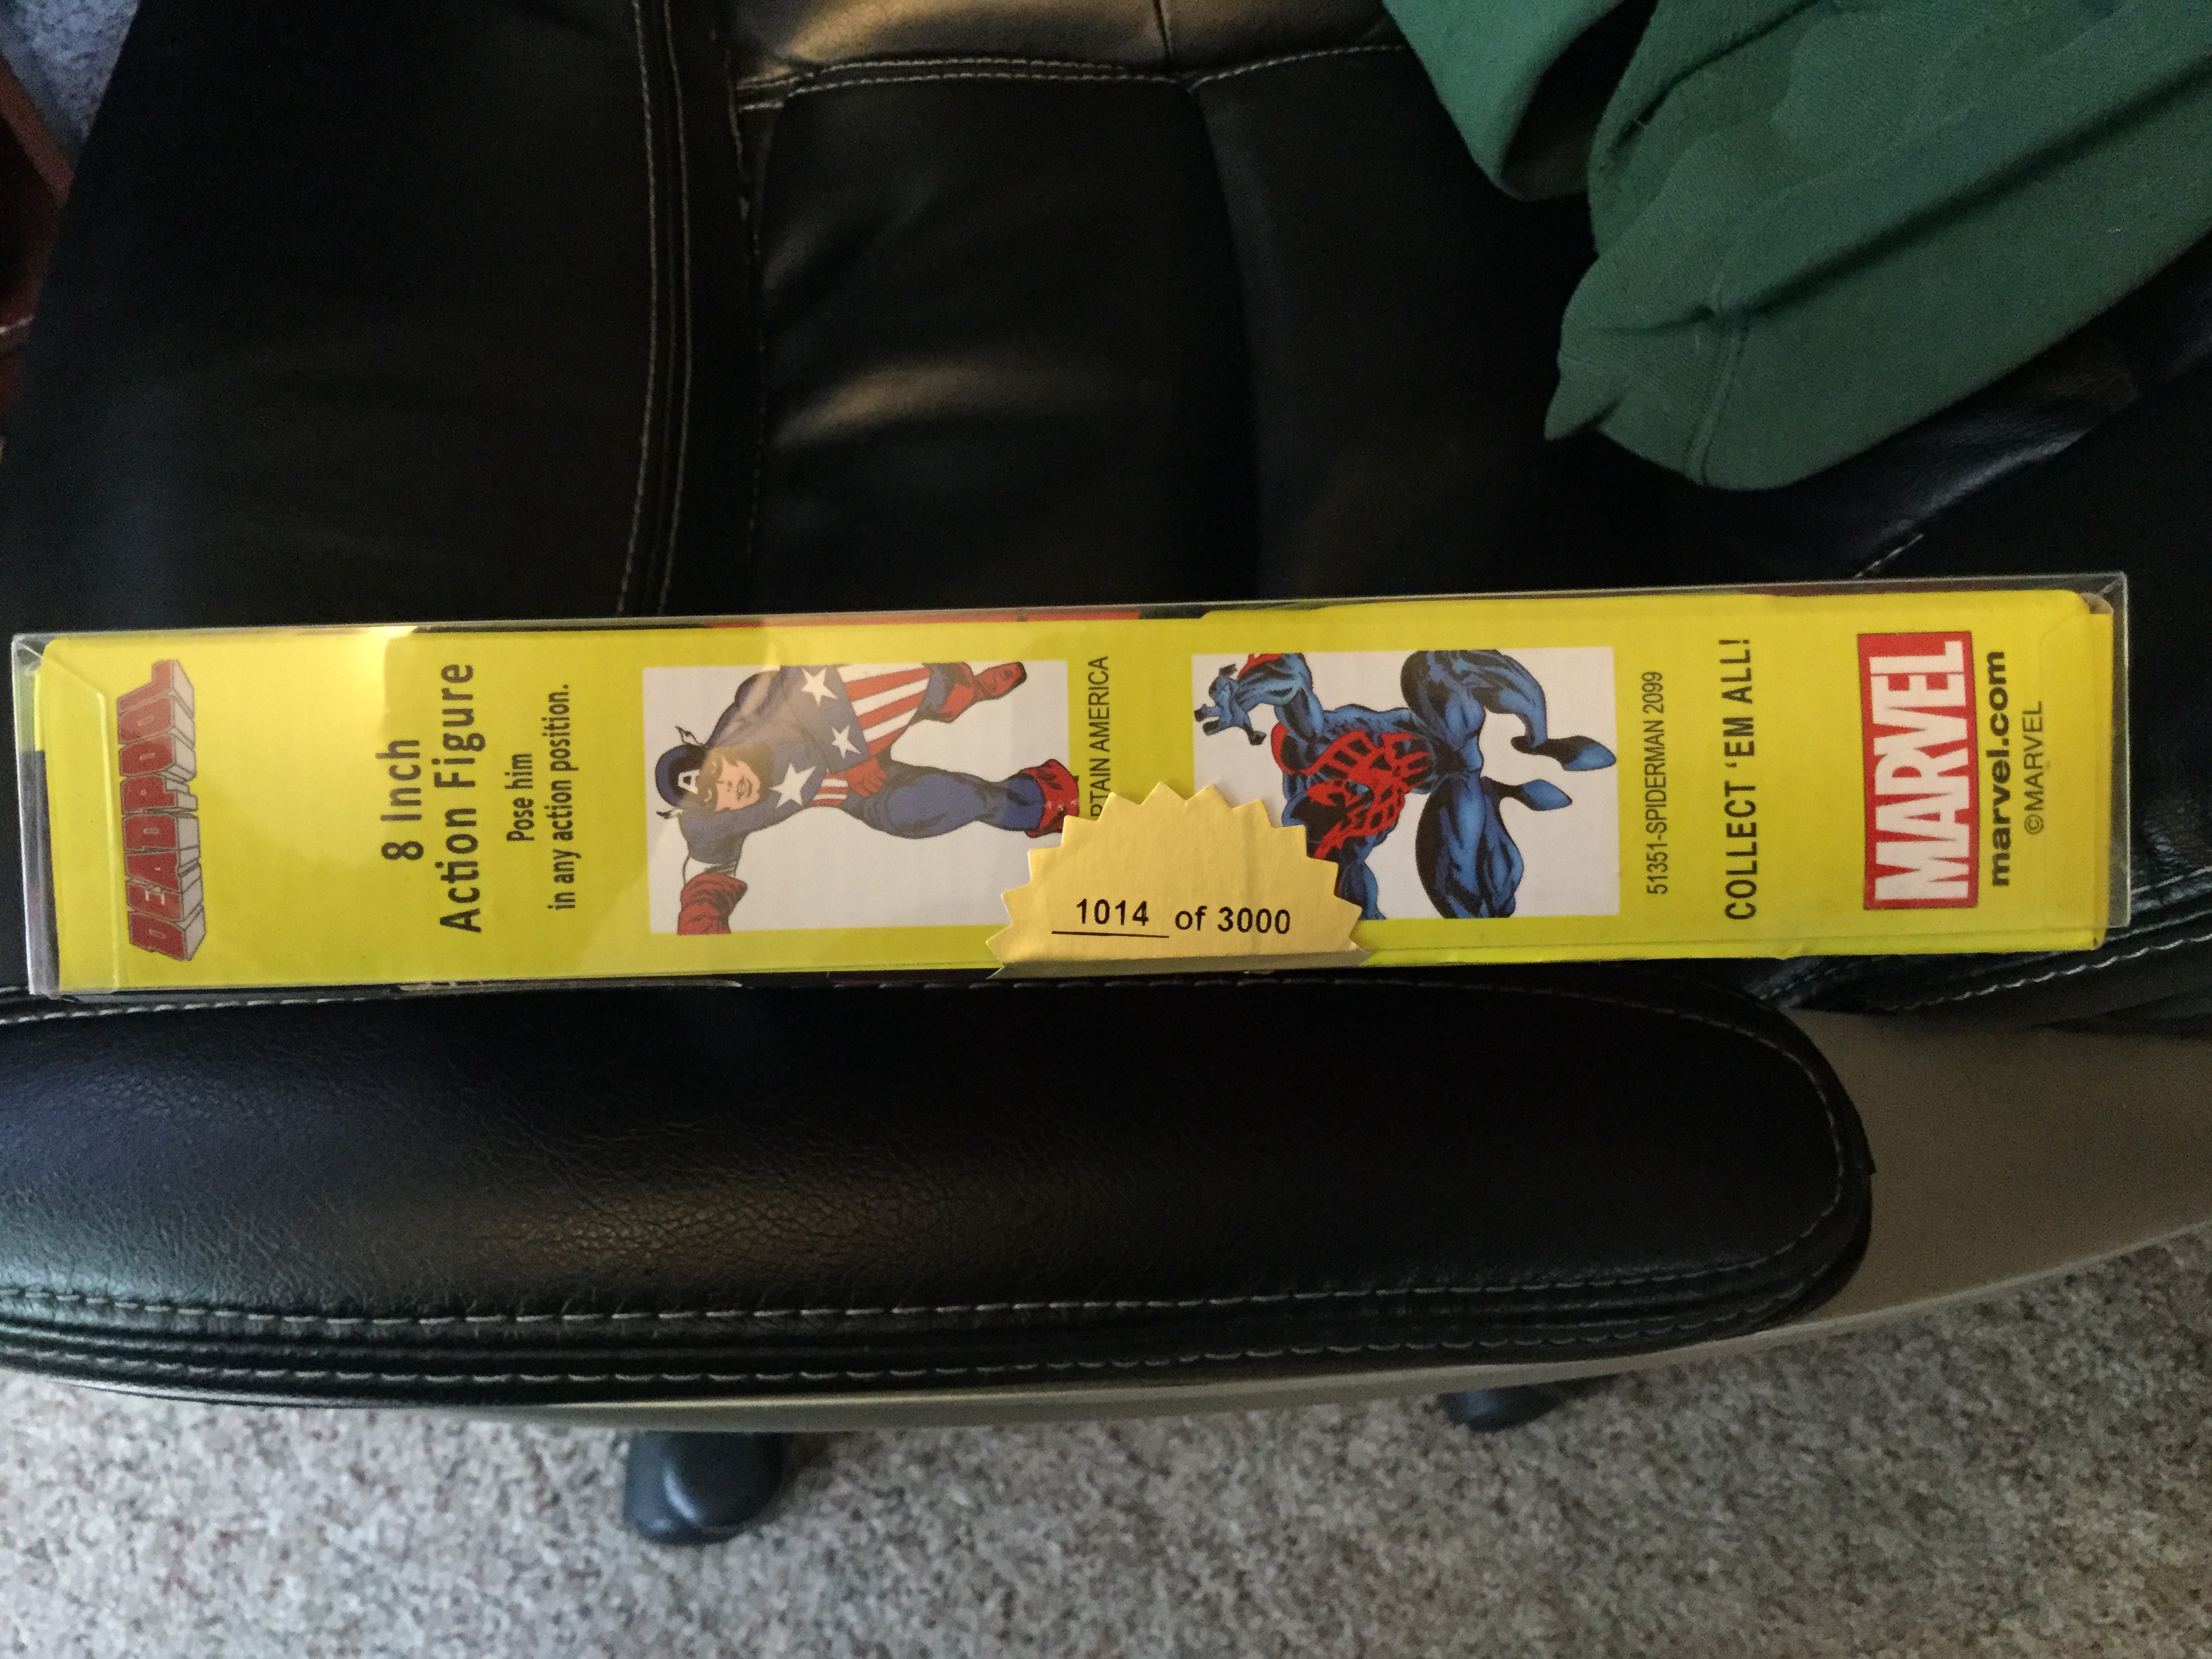 DEADPOOL
8 Inch
Action Figure
Pose him
in any action position.
PTAIN AMERICA
1014 of 3000
51351-SPIDERMAN 2099
COLLECT 'EM ALL!
MARVEL
marvel.com
©MARVEL
A